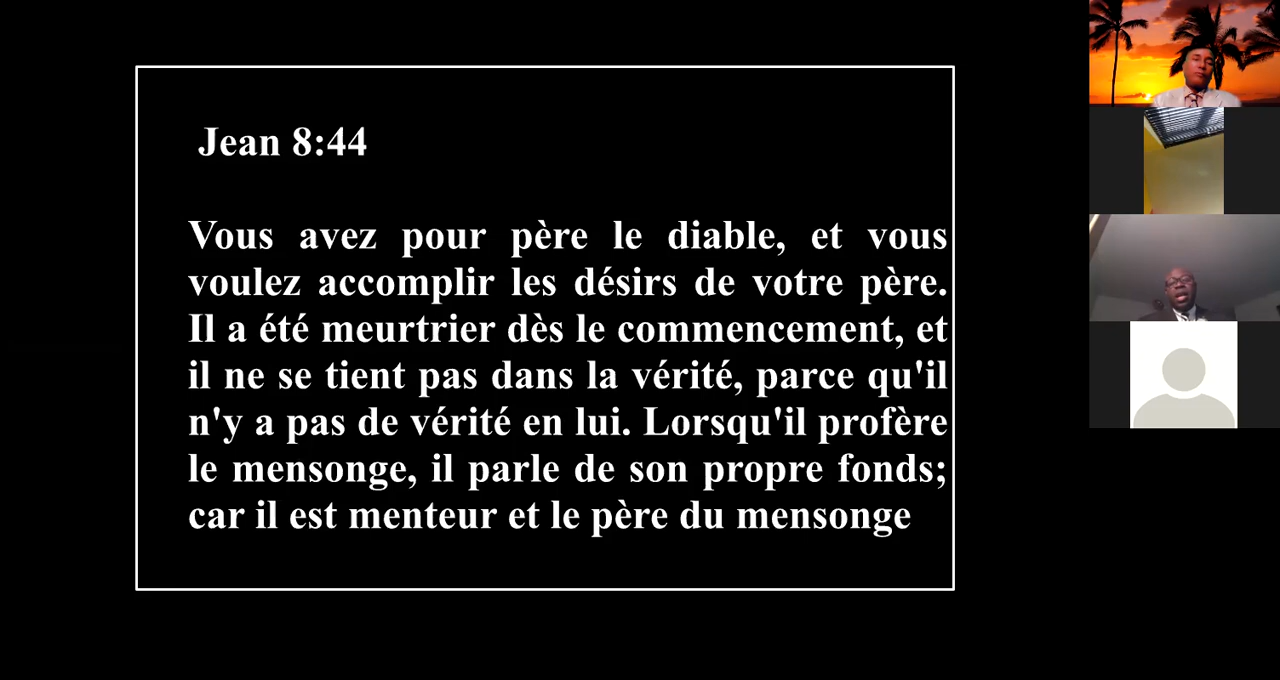 Jean 8:44
Vous avez pour père le diable, et vous
voulez accomplir les désirs de votre père.
Il a été meurtrier dès le commencement, et
il ne se tient pas dans la vérité, parce qu'il
n'y a pas de vérité en lui. Lorsqu'il profère
le mensonge, il parle de son propre fonds;
car il est menteur et le père du mensonge